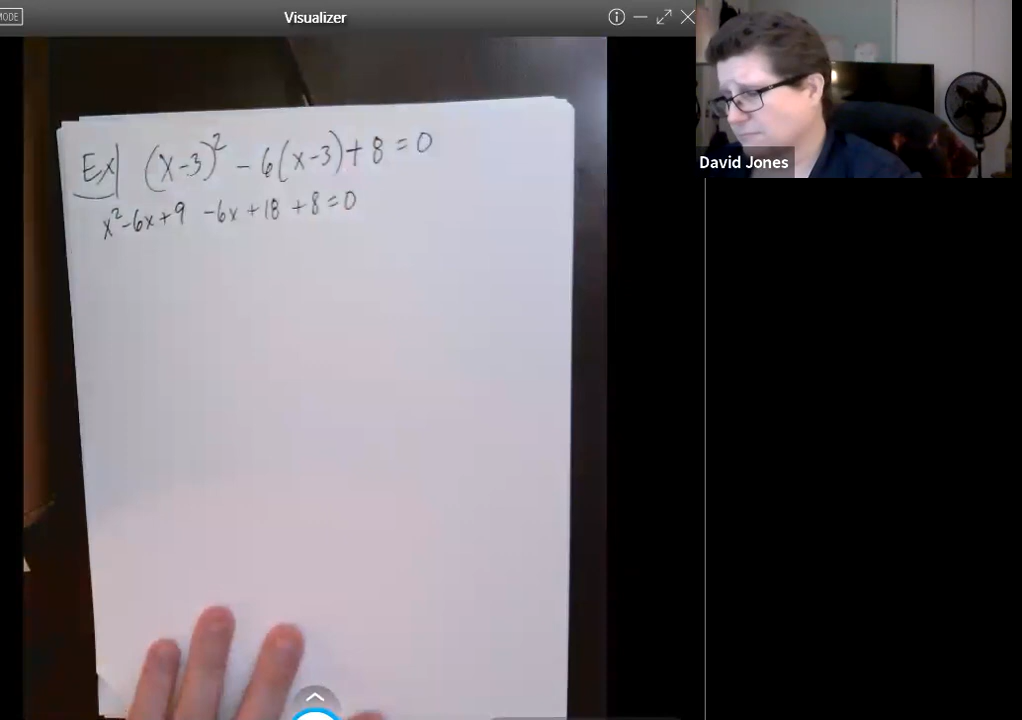 MODE
Visualizer
Ex| (x-3)² - 6(x-3) + 8 = 0
x² - 6x + 9 - 6x + 18 + 8 = 0
David Jones